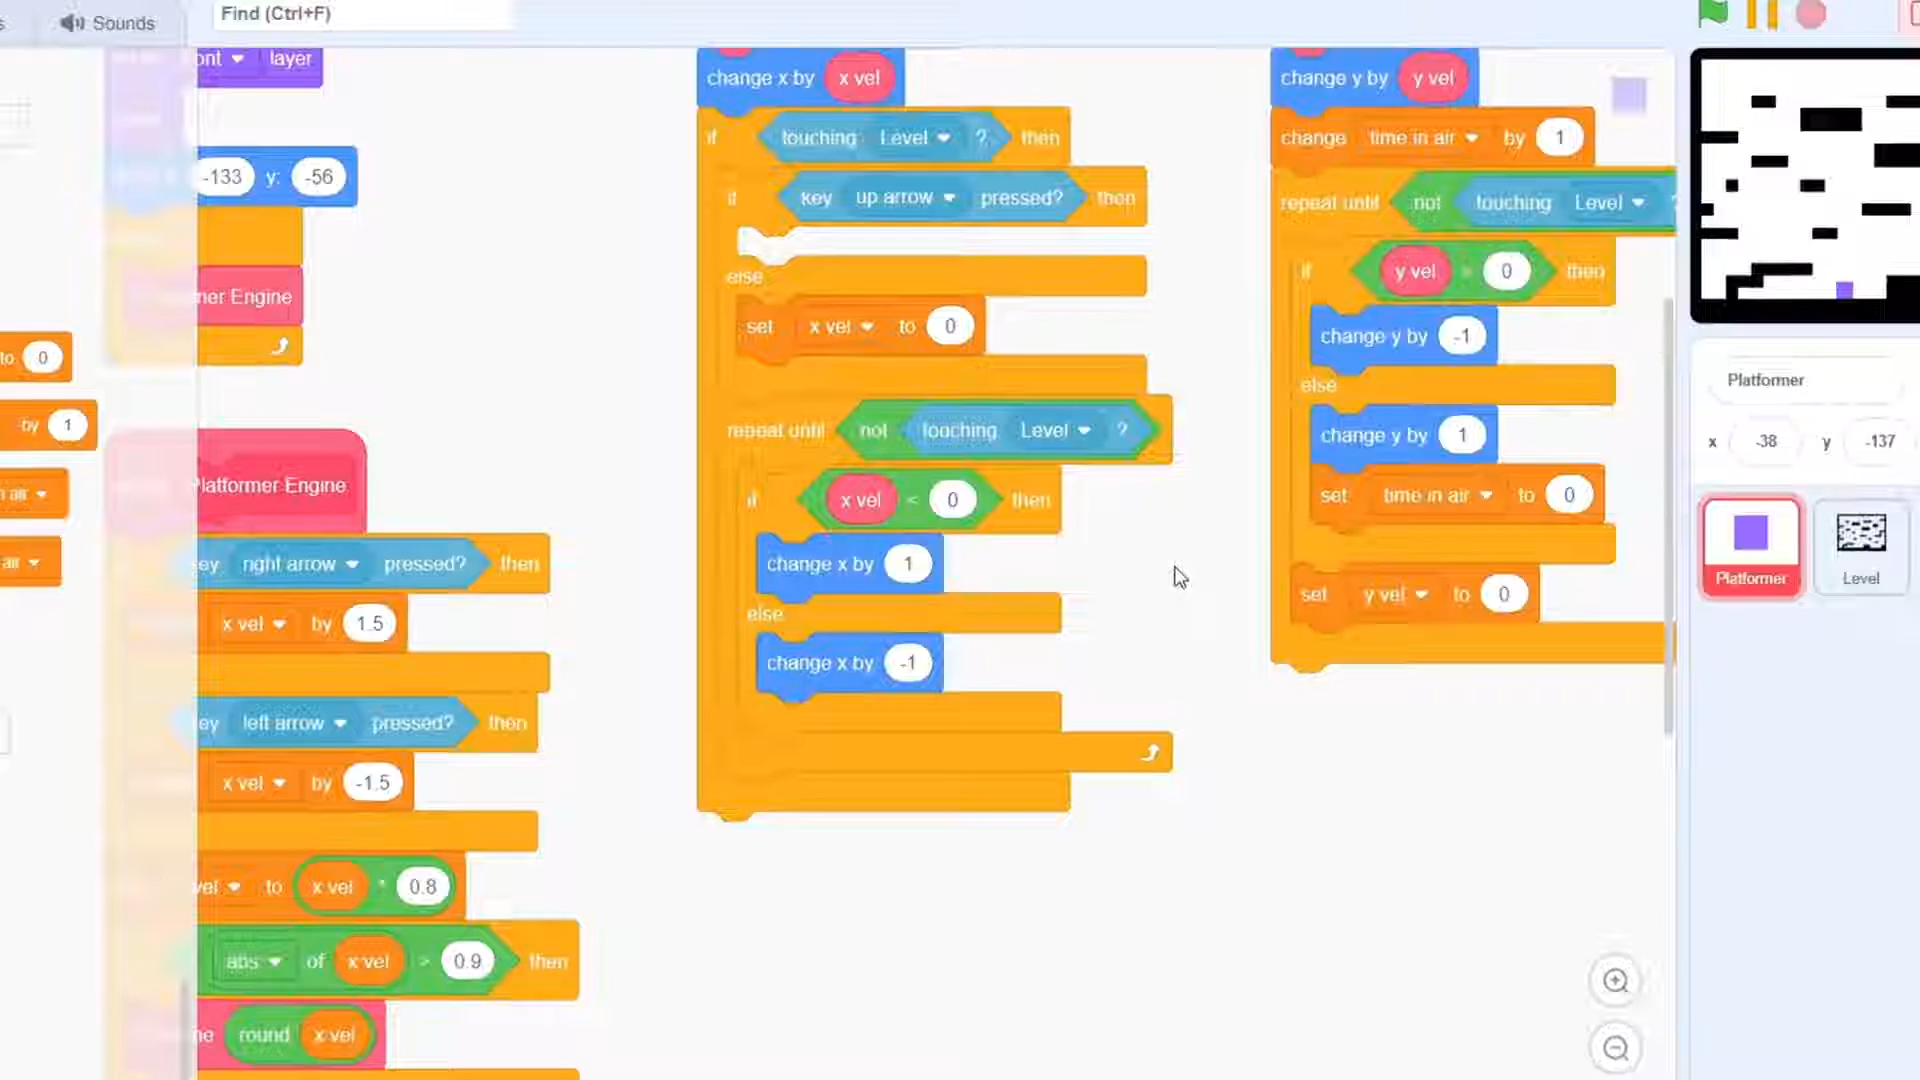 Sounds
Find (Ctrl+F)
layer
-133 y: -56
to 0
by 1
Platformer Engine
right arrow pressed? then
x vel by 1.5
left arrow pressed? then
x vel by -1.5
to x vel * 0.8
abs of x vel > 0.9 then
round x vel
change x by x vel
if touching Level ? then
if key up arrow pressed? then
else
set x vel to 0
repeat until not touching Level ?
if x vel < 0 then
change x by 1
else
change x by -1
change y by y vel
change time in air by 1
repeat until not touching Level
if y vel 0 then
change y by -1
else
change y by 1
set time in air to 0
set y vel to 0
Platformer
x -38 y -137
Platformer
Level